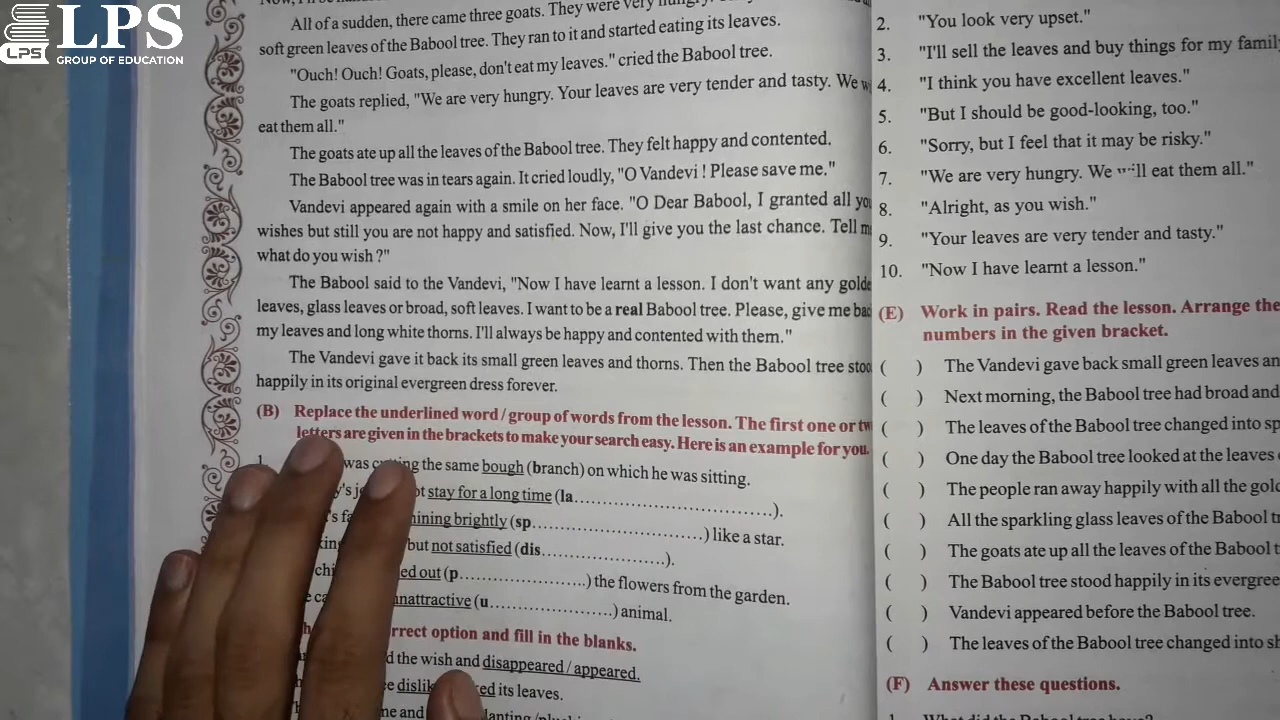 LPS
LPS
GROUP OF EDUCATION
All of a sudden, there came three goats. They were very
soft green leaves of the Babool tree. They ran to it and started eating its leaves.
"Ouch! Ouch! Goats, please, don't eat my leaves." cried the Babool tree.
The goats replied, "We are very hungry. Your leaves are very tender and tasty. We
eat them all."
The goats ate up all the leaves of the Babool tree. They felt happy and contented.
The Babool tree was in tears again. It cried loudly, "O Vandevi ! Please save me."
Vandevi appeared again with a smile on her face. "O Dear Babool, I granted all
wishes but still you are not happy and satisfied. Now, I'll give you the last chance. Tell
what do you wish ?"
The Babool said to the Vandevi, "Now I have learnt a lesson. I don't want any
leaves, glass leaves or broad, soft leaves. I want to be a real Babool tree. Please, give me
my leaves and long white thorns. I'll always be happy and contented with them."
The Vandevi gave it back its small green leaves and thorns. Then the Babool tree
happily in its original evergreen dress forever.
(B) Replace the underlined word / group of words from the lesson. The first one or
letters are given in the brackets to make your search easy. Here is an example for you.
1. was the same bough (branch) on which he was sitting.
stay for a long time (la........................................).
brightly (sp...................................) like a star.
but not satisfied (dis.........................).
out (p.........................) the flowers from the garden.
(u.........................) animal.
option and fill in the blanks.
the wish and disappeared / appeared.
its leaves.
2. "You look very upset."
3. "I'll sell the leaves and buy things for my
4. "I think you have excellent leaves."
5. "But I should be good-looking, too."
6. "Sorry, but I feel that it may be risky."
7. "We are very hungry. We will eat them all."
8. "Alright, as you wish."
9. "Your leaves are very tender and tasty."
10. "Now I have learnt a lesson."
(E) Work in pairs. Read the lesson. Arrange the
numbers in the given bracket.
( ) The Vandevi gave back small green leaves
( ) Next morning, the Babool tree had broad and
( ) The leaves of the Babool tree changed into
( ) One day the Babool tree looked at the leaves
( ) The people ran away happily with all the
( ) All the sparkling glass leaves of the Babool
( ) The goats ate up all the leaves of the Babool
( ) The Babool tree stood happily in its
( ) Vandevi appeared before the Babool tree.
( ) The leaves of the Babool tree changed into
(F) Answer these questions.